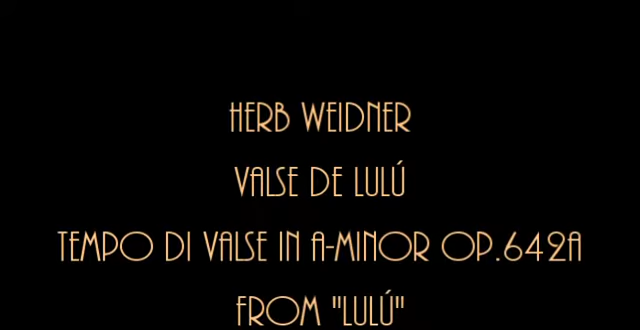 HERB WEIDNER
VALSE DE LULÚ
TEMPO DI VALSE IN A-MINOR OP.642A
FROM "LULÚ"